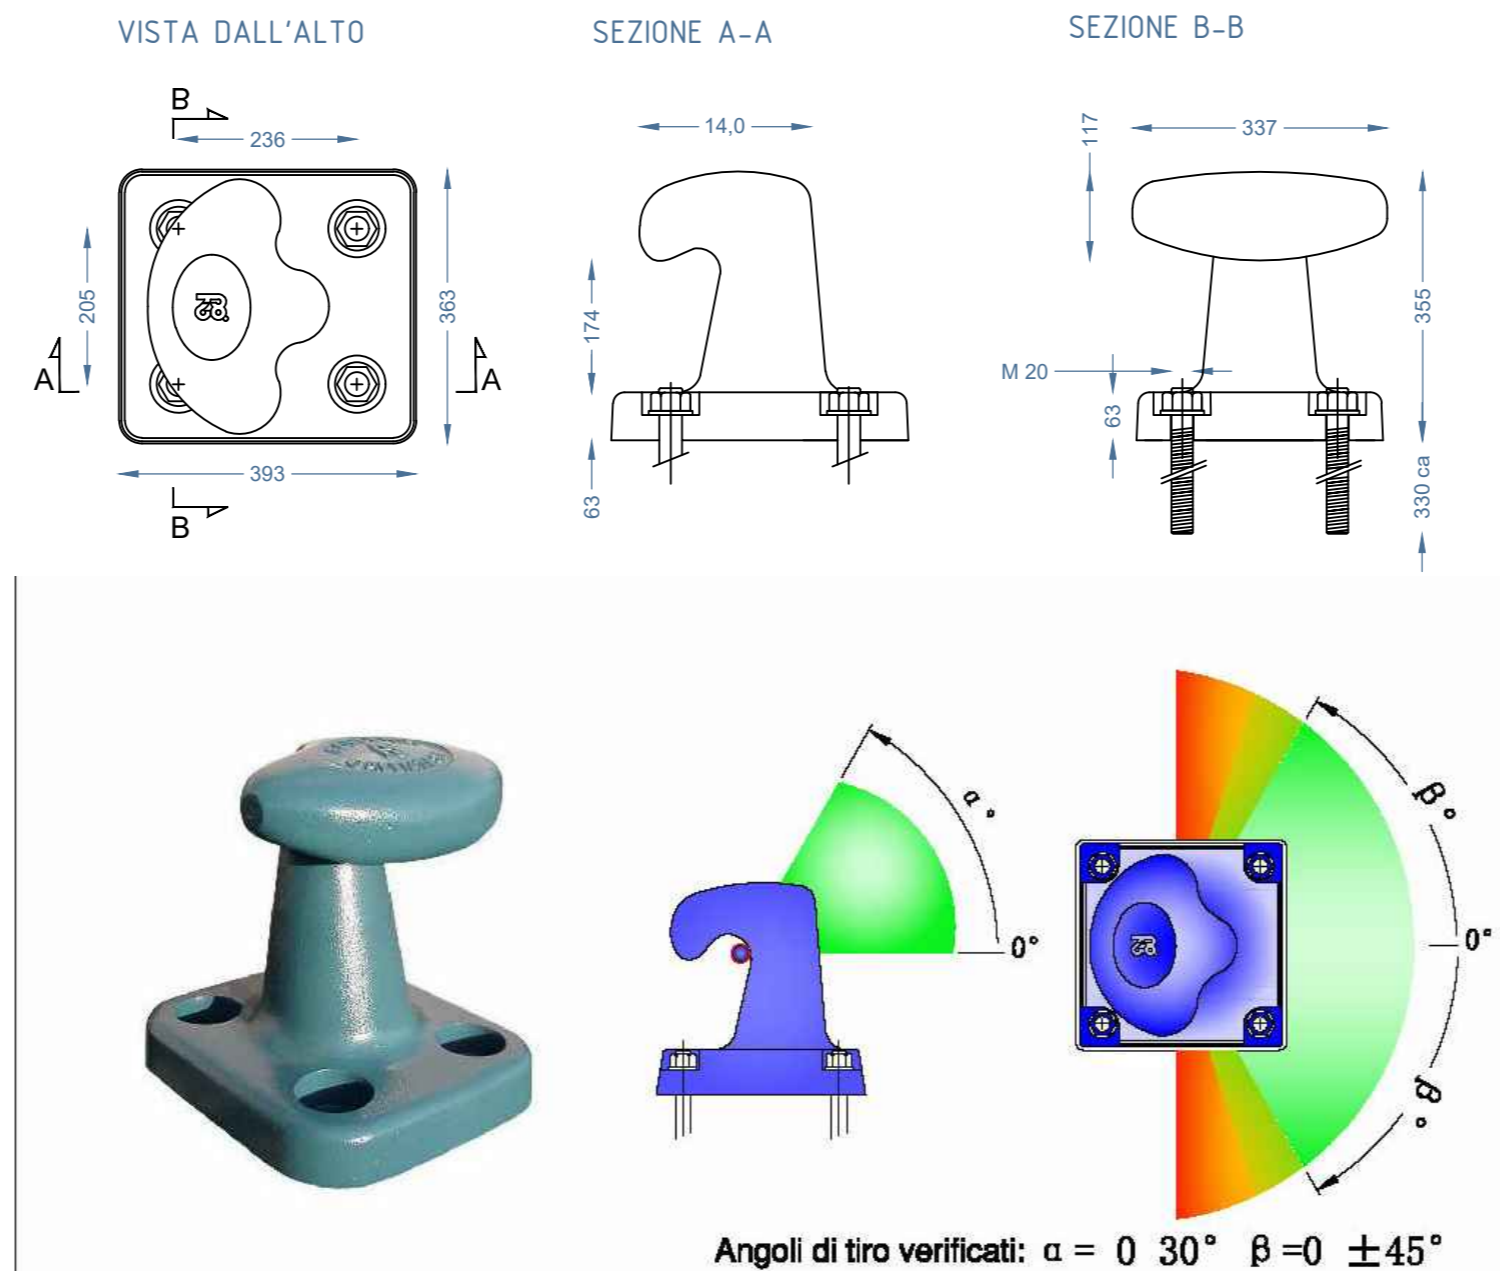 VISTA DALL'ALTO
SEZIONE A-A
SEZIONE B-B
B
236
205
363
A
A
393
B
14,0
174
63
117
337
M 20
63
355
330 ca
α°
0°
β°
0°
β°
Angoli di tiro verificati: α = 0 30° β =0 ±45°